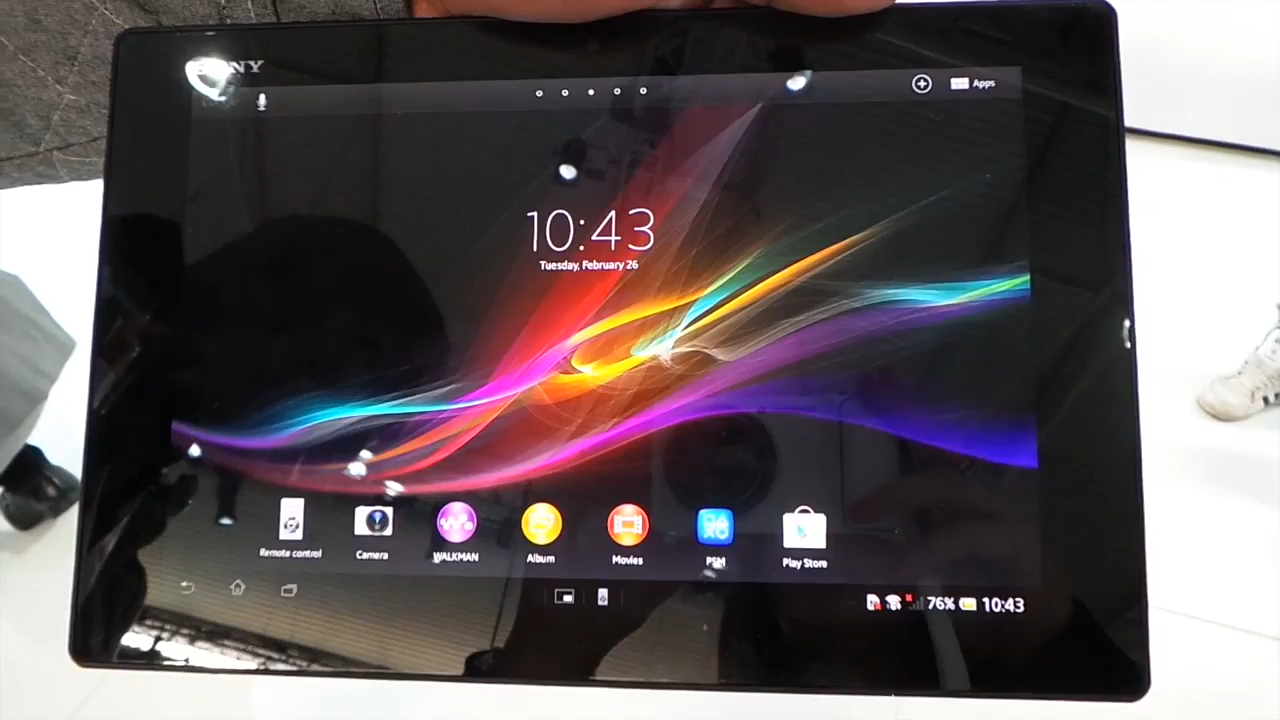 SONY
Apps
10:43
Tuesday, February 26
Remote control
Camera
WALKMAN
Album
Movies
PSM
Play Store
76%
10:43